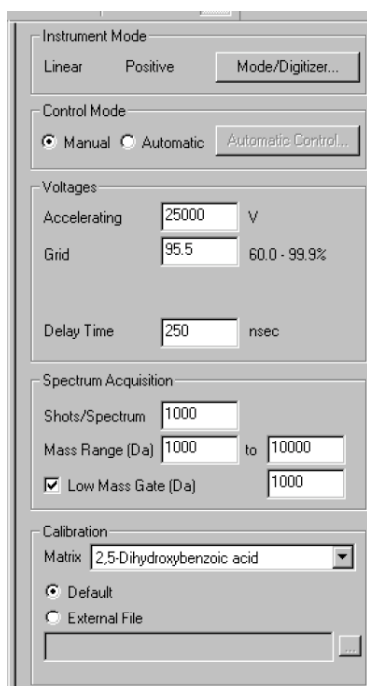 Instrument Mode
Linear Positive Mode/Digitizer...
Control Mode
Manual Automatic Automatic Control...
Voltages
Accelerating 25000 V
Grid 95.5 60.0 - 99.9%
Delay Time 250 nsec
Spectrum Acquisition
Shots/Spectrum 1000
Mass Range (Da) 1000 to 10000
Low Mass Gate (Da) 1000
Calibration
Matrix 2,5-Dihydroxybenzoic acid
Default
External File
...